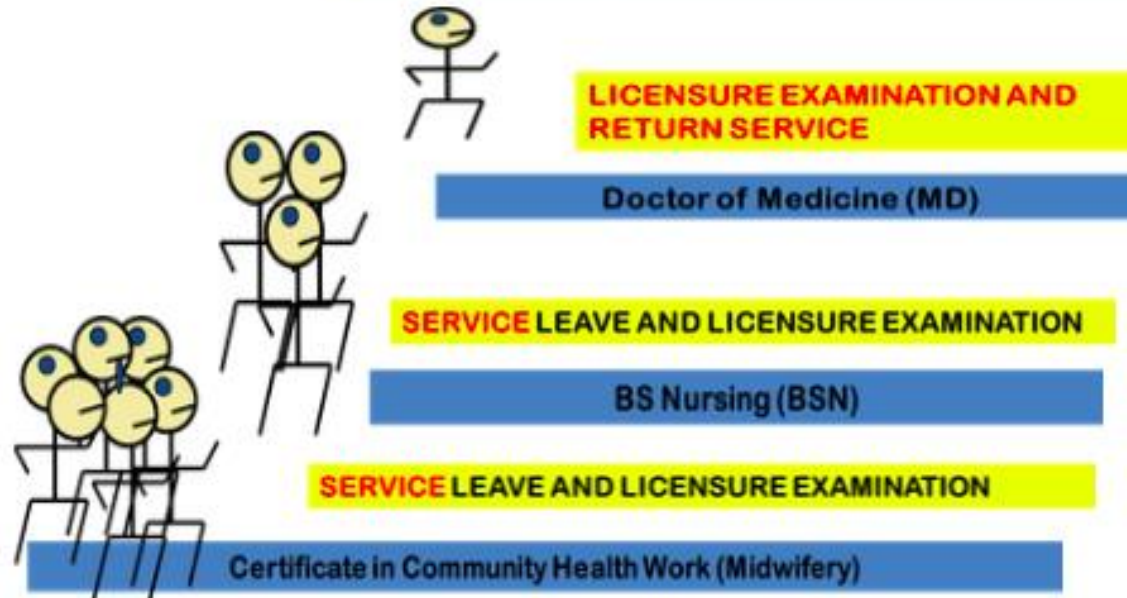 LICENSURE EXAMINATION AND
RETURN SERVICE
Doctor of Medicine (MD)
SERVICE LEAVE AND LICENSURE EXAMINATION
BS Nursing (BSN)
SERVICE LEAVE AND LICENSURE EXAMINATION
Certificate in Community Health Work (Midwifery)